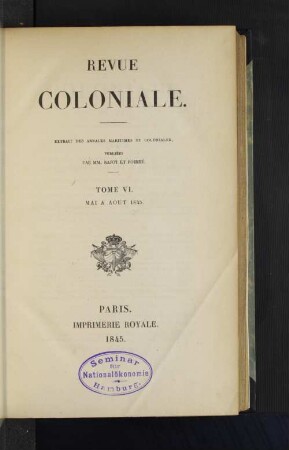 REVUE
COLONIALE.
EXTRAIT DES ANNALES MARITIMES ET COLONIALES,
PUBLIÉES
PAR MM. BAJOT ET POIRRÉ.
TOME VI.
MAI À AOUT 1845.
PARIS.
IMPRIMERIE ROYALE.
1845.
Seminar
für
Nationalökonomie
Hamburg.